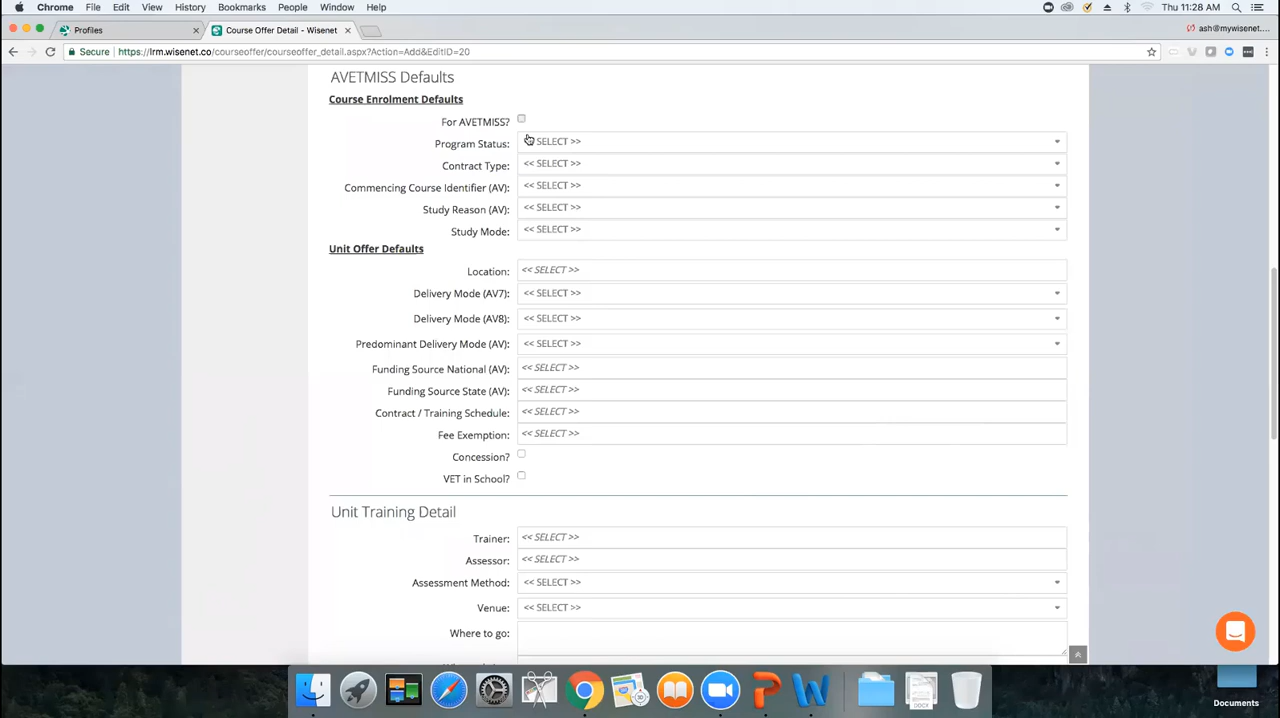 Chrome File Edit View History Bookmarks People Window Help Thu 11:28 AM
Profiles Course Offer Detail - Wisenet ash@mywisenet....
Secure https://lrm.wisenet.co/courseoffer/courseoffer_detail.aspx?Action=Add&EditID=20
AVETMISS Defaults
Course Enrolment Defaults
For AVETMISS?
Program Status: SELECT >>
Contract Type: << SELECT >>
Commencing Course Identifier (AV): << SELECT >>
Study Reason (AV): << SELECT >>
Study Mode: << SELECT >>
Unit Offer Defaults
Location: << SELECT >>
Delivery Mode (AV7): << SELECT >>
Delivery Mode (AV8): << SELECT >>
Predominant Delivery Mode (AV): << SELECT >>
Funding Source National (AV): << SELECT >>
Funding Source State (AV): << SELECT >>
Contract / Training Schedule: << SELECT >>
Fee Exemption: << SELECT >>
Concession?
VET in School?
Unit Training Detail
Trainer: << SELECT >>
Assessor: << SELECT >>
Assessment Method: << SELECT >>
Venue: << SELECT >>
Where to go:
Documents